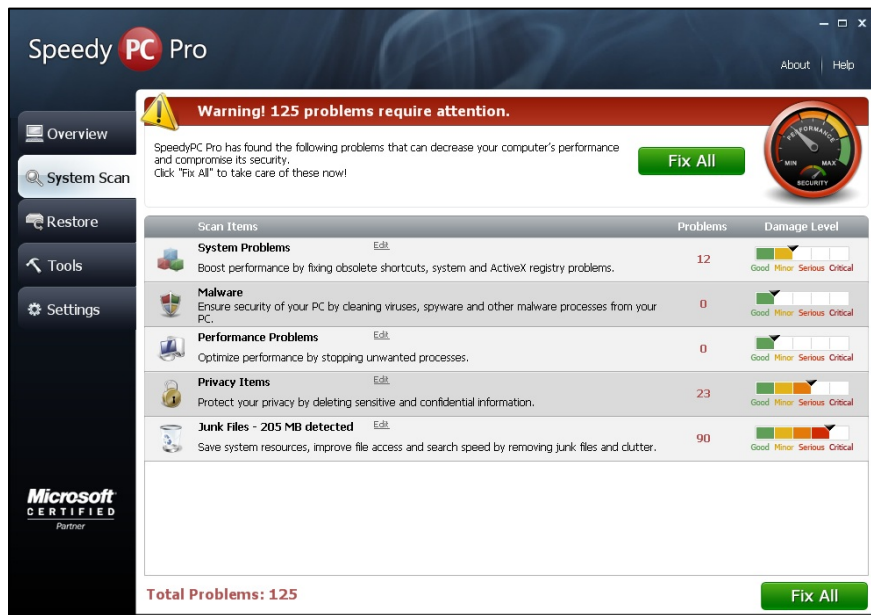 Speedy PC Pro
About | Help
Overview
System Scan
Restore
Tools
Settings
Microsoft
CERTIFIED
Partner
Warning! 125 problems require attention.
SpeedyPC Pro has found the following problems that can decrease your computer's performance
and compromise its security.
Click "Fix All" to take care of these now!
Fix All
PERFORMANCE
MIN MAX
SECURITY
Scan Items Problems Damage Level
System Problems Edit
Boost performance by fixing obsolete shortcuts, system and ActiveX registry problems.
12
Good Minor Serious Critical
Malware
Ensure security of your PC by cleaning viruses, spyware and other malware processes from your
PC.
0
Good Minor Serious Critical
Performance Problems Edit
Optimize performance by stopping unwanted processes.
0
Good Minor Serious Critical
Privacy Items Edit
Protect your privacy by deleting sensitive and confidential information.
23
Good Minor Serious Critical
Junk Files - 205 MB detected Edit
Save system resources, improve file access and search speed by removing junk files and clutter.
90
Good Minor Serious Critical
Total Problems: 125
Fix All